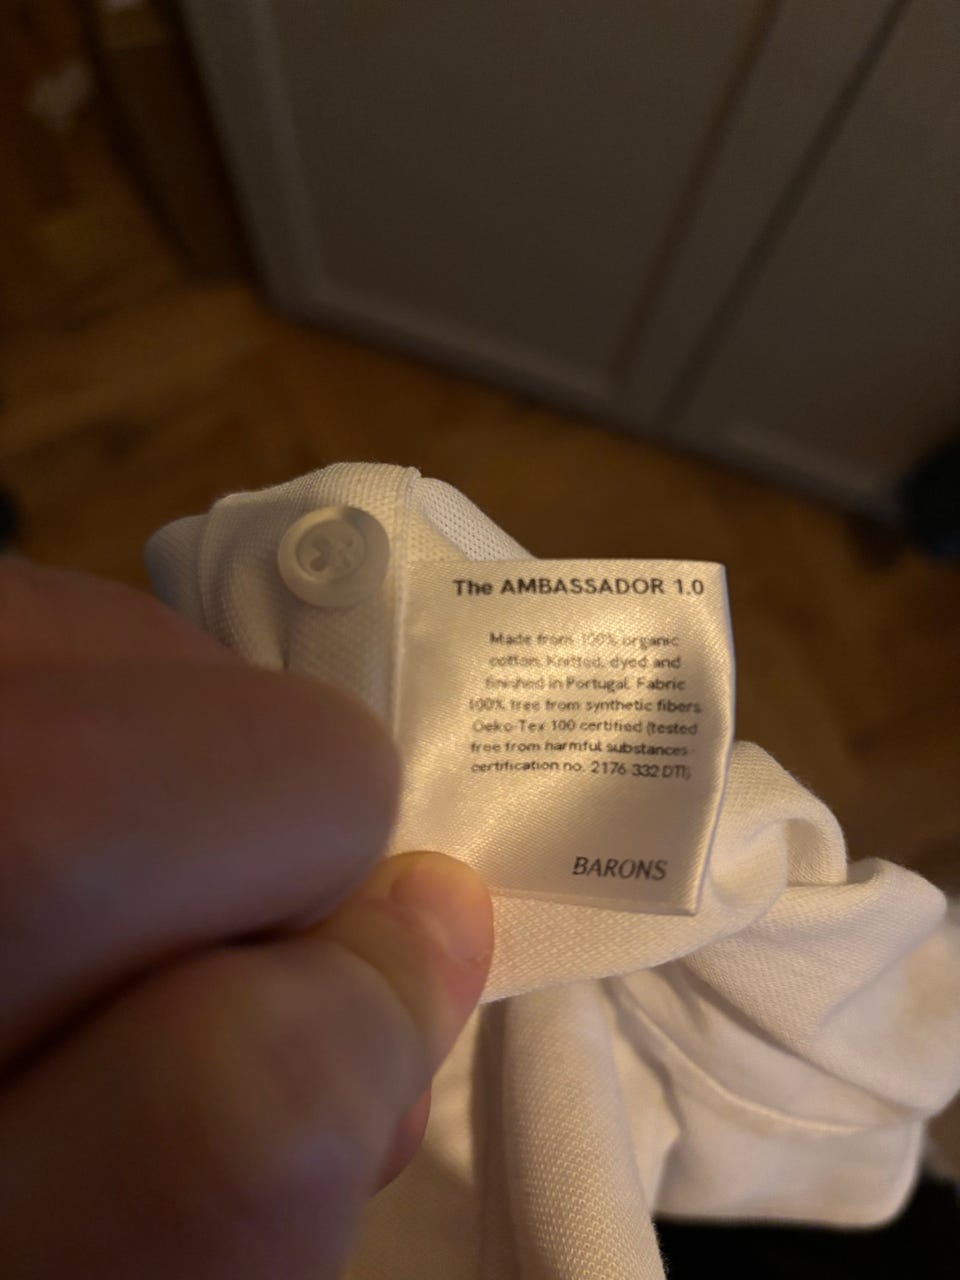 The AMBASSADOR 1.0
Made from 100% organic
cotton. Knitted, dyed and
finished in Portugal. Fabric
100% free from synthetic fibers.
Oeko-Tex 100 certified (tested
free from harmful substances -
certification no. 2176-332 DTI).
BARONS